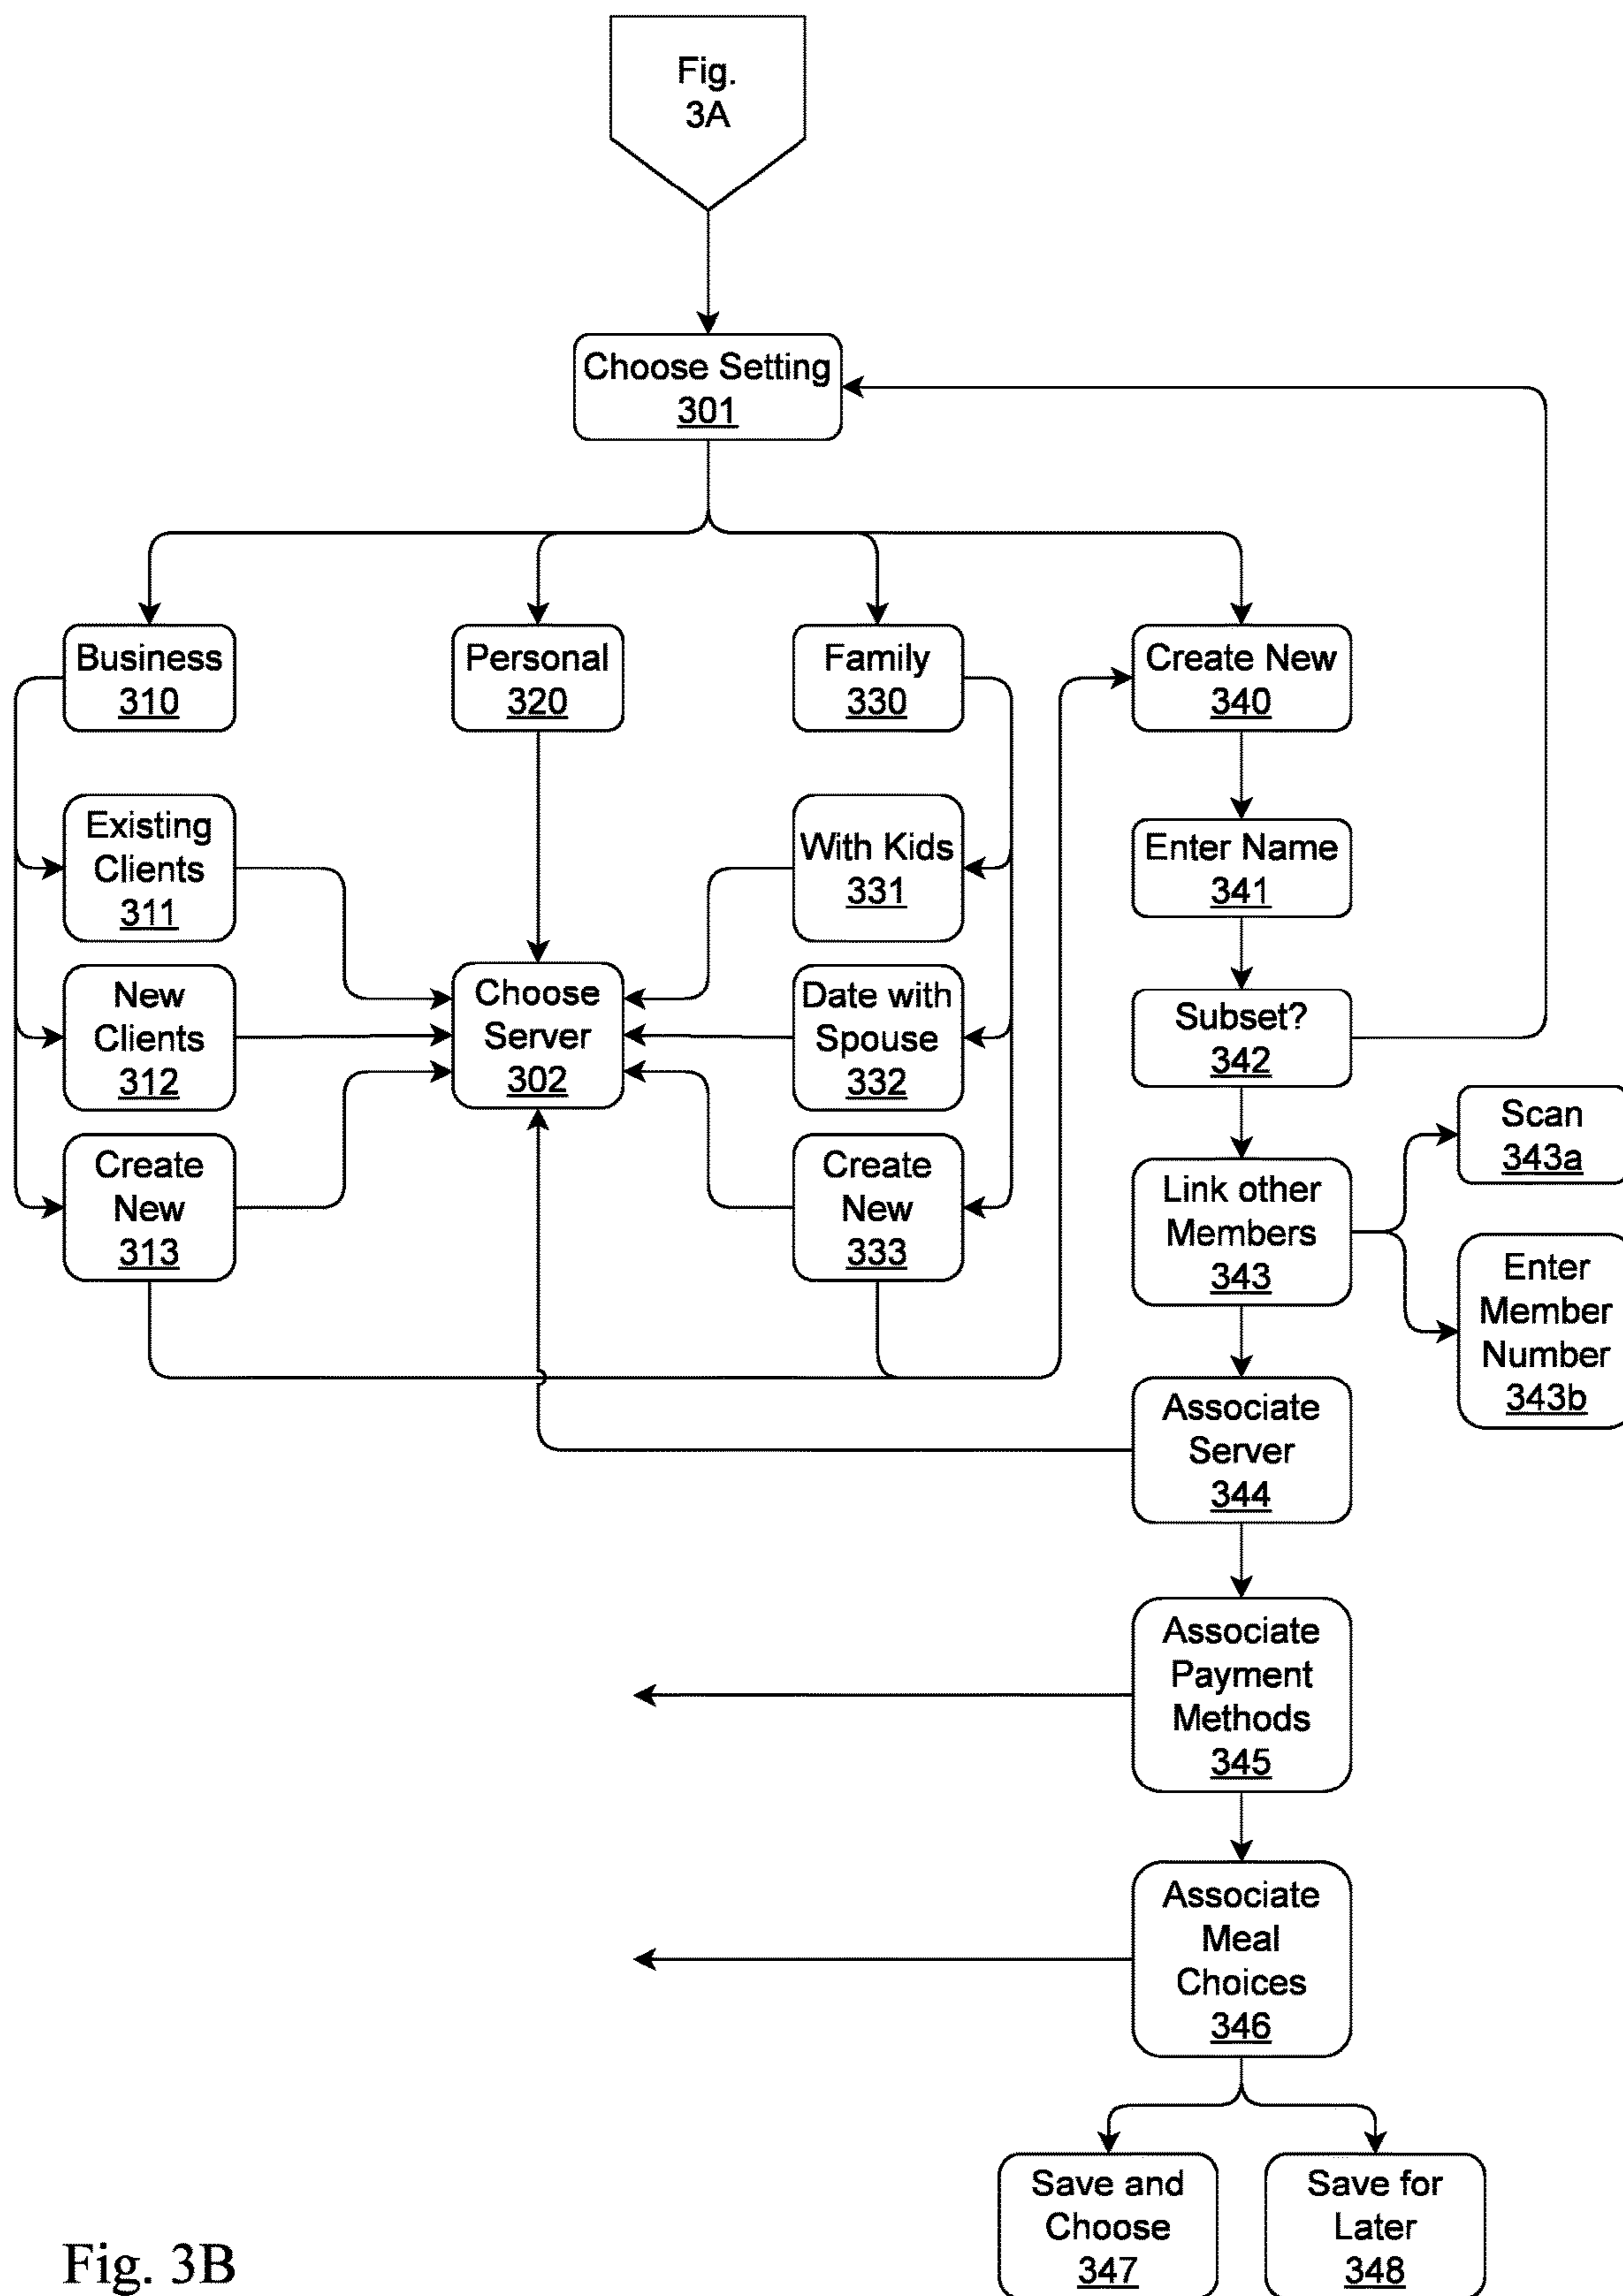 Fig.
3A
Choose Setting
301
Business
310
Personal
320
Family
330
Create New
340
Existing
Clients
311
With Kids
331
Enter Name
341
New
Clients
312
Choose
Server
302
Date with
Spouse
332
Subset?
342
Create
New
313
Create
New
333
Link other
Members
343
Scan
343a
Enter
Member
Number
343b
Associate
Server
344
Associate
Payment
Methods
345
Associate
Meal
Choices
346
Save and
Choose
347
Save for
Later
348
Fig. 3B